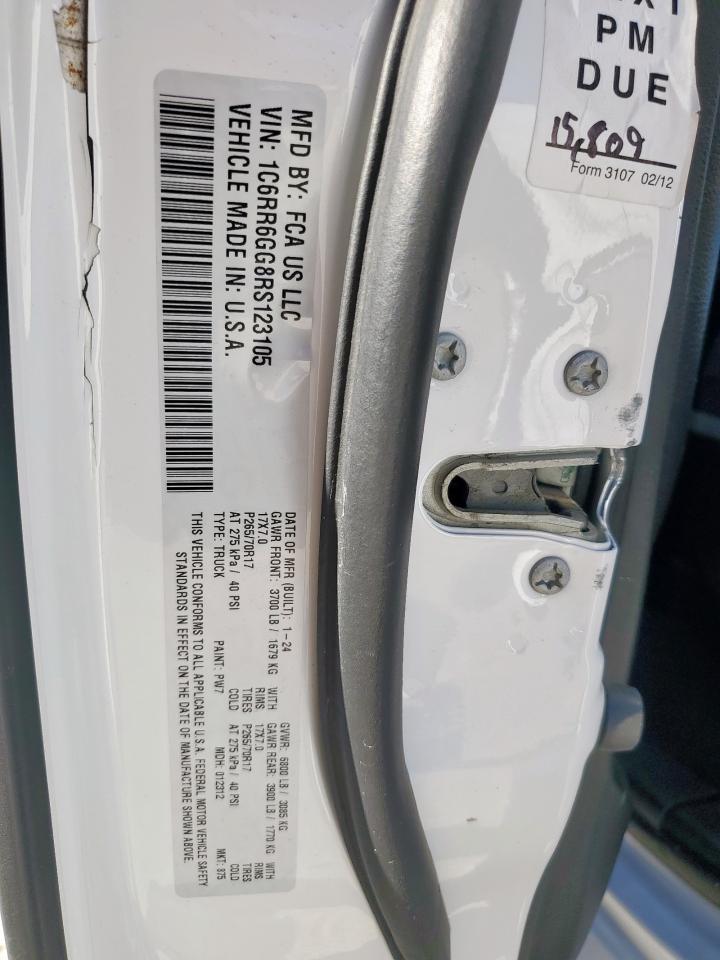 MFD BY: FCA US LLC
VIN: 1C6RR6GG8RS123105
VEHICLE MADE IN: U.S.A.
DATE OF MFR (BUILT): 1-24 GVWR: 6800 LB / 3085 KG
GAWR FRONT: 3700 LB / 1679 KG WITH GAWR REAR: 3900 LB / 1770 KG WITH
17X7.0 RIMS 17X7.0 RIMS
P265/70R17 TIRES P265/70R17 TIRES
AT 275 kPa / 40 PSI COLD AT 275 kPa / 40 PSI COLD
TYPE: TRUCK PAINT: PW7 MDH: 012312 MKT: 875
THIS VEHICLE CONFORMS TO ALL APPLICABLE U.S.A. FEDERAL MOTOR VEHICLE SAFETY
STANDARDS IN EFFECT ON THE DATE OF MANUFACTURE SHOWN ABOVE.
PM
DUE
15,809
Form 3107 02/12